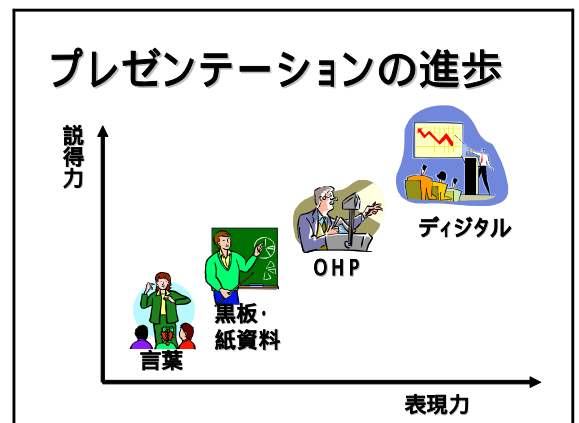 プレゼンテーションの進歩
説得力
ディジタル
OHP
黒板・
紙資料
言葉
表現力